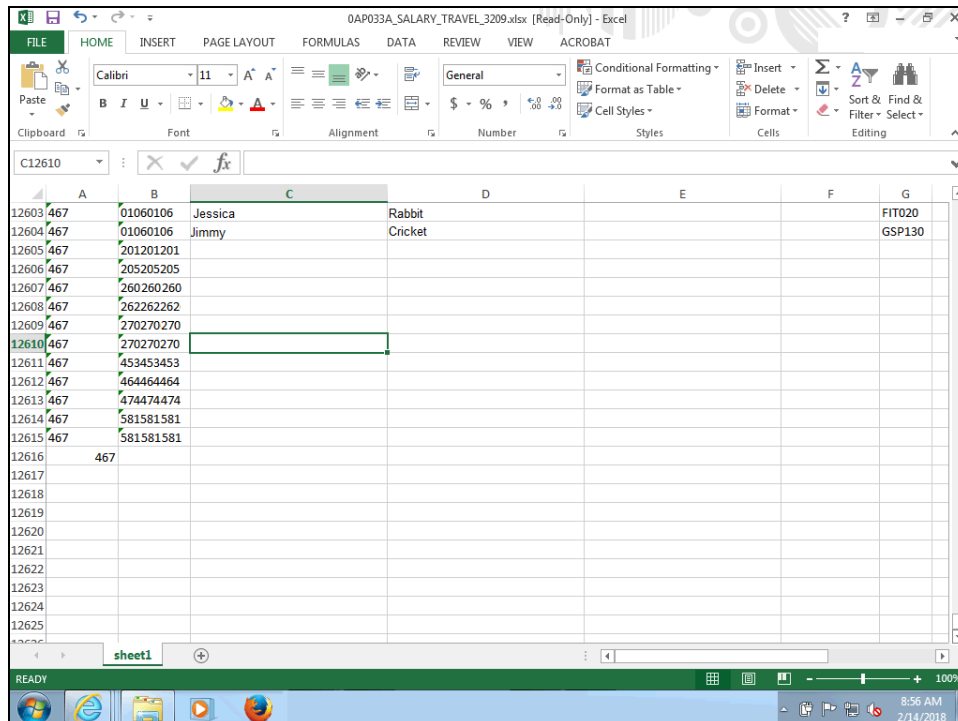 0AP033A_SALARY_TRAVEL_3209.xlsx [Read-Only] - Excel
FILE HOME INSERT PAGE LAYOUT FORMULAS DATA REVIEW VIEW ACROBAT
Calibri 11 A A General Conditional Formatting Insert Σ
Format as Table Delete
Paste B I U A $ % , .00 Cell Styles Format Sort & Filter Find & Select
Clipboard Font Alignment Number Styles Cells Editing
C12610 fx
A B C D E F G
12603 467 01060106 Jessica Rabbit FIT020
12604 467 01060106 Jimmy Cricket GSP130
12605 467 201201201
12606 467 205205205
12607 467 260260260
12608 467 262262262
12609 467 270270270
12610 467 270270270
12611 467 453453453
12612 467 464464464
12613 467 474474474
12614 467 581581581
12615 467 581581581
12616 467
12617
12618
12619
12620
12621
12622
12623
12624
12625
sheet1
READY 100%
8:56 AM
2/14/2018